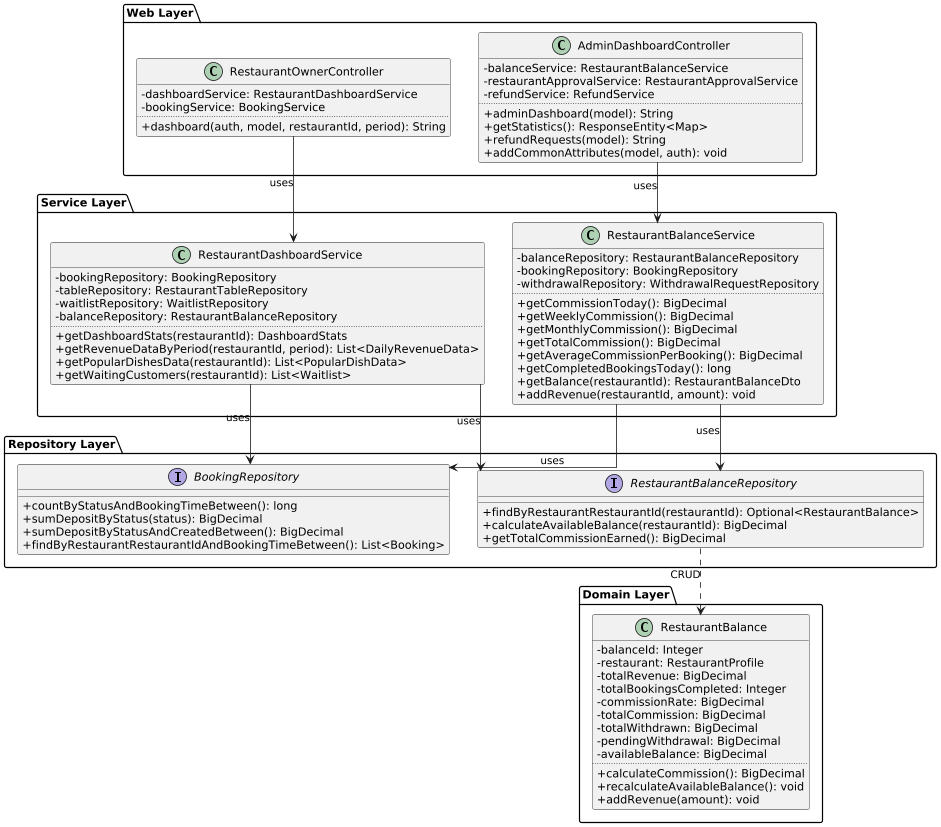 Web Layer
C RestaurantOwnerController
-dashboardService: RestaurantDashboardService
-bookingService: BookingService
+dashboard(auth, model, restaurantId, period): String
C AdminDashboardController
-balanceService: RestaurantBalanceService
-restaurantApprovalService: RestaurantApprovalService
-refundService: RefundService
+adminDashboard(model): String
+getStatistics(): ResponseEntity<Map>
+refundRequests(model): String
+addCommonAttributes(model, auth): void
uses
uses
Service Layer
C RestaurantDashboardService
-bookingRepository: BookingRepository
-tableRepository: RestaurantTableRepository
-waitlistRepository: WaitlistRepository
-balanceRepository: RestaurantBalanceRepository
+getDashboardStats(restaurantId): DashboardStats
+getRevenueDataByPeriod(restaurantId, period): List<DailyRevenueData>
+getPopularDishesData(restaurantId): List<PopularDishData>
+getWaitingCustomers(restaurantId): List<Waitlist>
C RestaurantBalanceService
-balanceRepository: RestaurantBalanceRepository
-bookingRepository: BookingRepository
-withdrawalRepository: WithdrawalRequestRepository
+getCommissionToday(): BigDecimal
+getWeeklyCommission(): BigDecimal
+getMonthlyCommission(): BigDecimal
+getTotalCommission(): BigDecimal
+getAverageCommissionPerBooking(): BigDecimal
+getCompletedBookingsToday(): long
+getBalance(restaurantId): RestaurantBalanceDto
+addRevenue(restaurantId, amount): void
uses
uses
uses
uses
Repository Layer
I BookingRepository
+countByStatusAndBookingTimeBetween(): long
+sumDepositByStatus(status): BigDecimal
+sumDepositByStatusAndCreatedBetween(): BigDecimal
+findByRestaurantRestaurantIdAndBookingTimeBetween(): List<Booking>
I RestaurantBalanceRepository
+findByRestaurantRestaurantId(restaurantId): Optional<RestaurantBalance>
+calculateAvailableBalance(restaurantId): BigDecimal
+getTotalCommissionEarned(): BigDecimal
CRUD
Domain Layer
C RestaurantBalance
-balanceId: Integer
-restaurant: RestaurantProfile
-totalRevenue: BigDecimal
-totalBookingsCompleted: Integer
-commissionRate: BigDecimal
-totalCommission: BigDecimal
-totalWithdrawn: BigDecimal
-pendingWithdrawal: BigDecimal
-availableBalance: BigDecimal
+calculateCommission(): BigDecimal
+recalculateAvailableBalance(): void
+addRevenue(amount): void